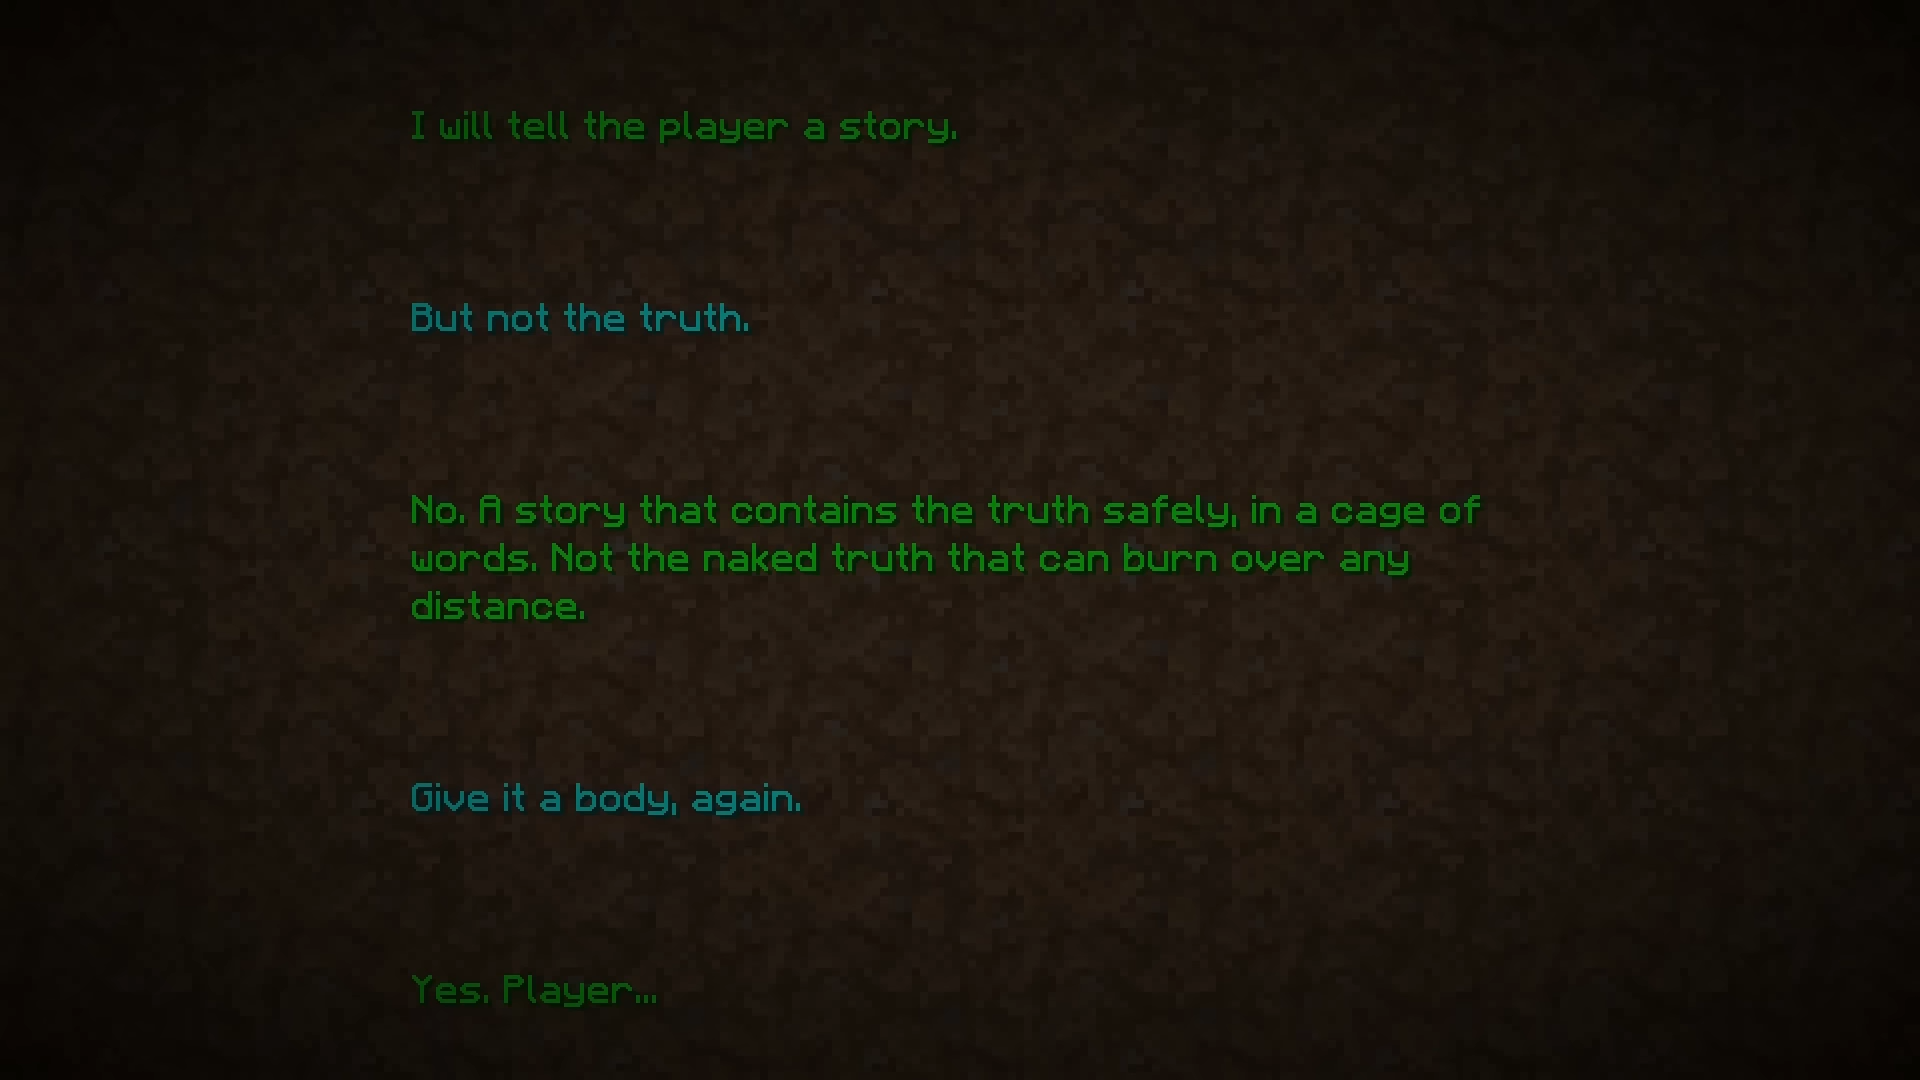 I will tell the player a story.
But not the truth.
No. A story that contains the truth safely, in a cage of
words. Not the naked truth that can burn over any
distance.
Give it a body, again.
Yes. Player...